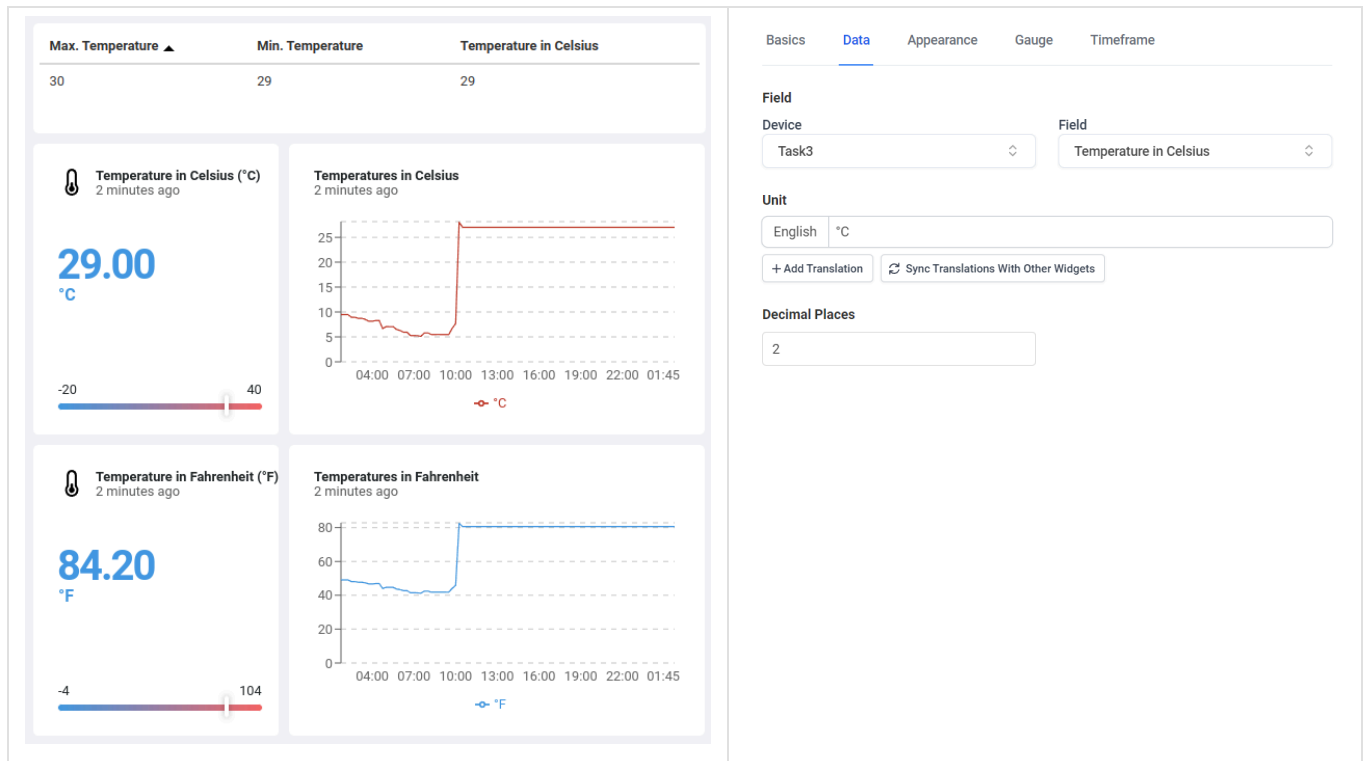 Max. Temperature Min. Temperature Temperature in Celsius
30 29 29
Temperature in Celsius (°C)
2 minutes ago
29.00
°C
-20 40
Temperatures in Celsius
2 minutes ago
25
20
15
10
5
0
04:00 07:00 10:00 13:00 16:00 19:00 22:00 01:45
°C
Temperature in Fahrenheit (°F)
2 minutes ago
84.20
°F
-4 104
Temperatures in Fahrenheit
2 minutes ago
80
60
40
20
0
04:00 07:00 10:00 13:00 16:00 19:00 22:00 01:45
°F
Basics Data Appearance Gauge Timeframe
Field
Device Field
Task3 Temperature in Celsius
Unit
English °C
+ Add Translation Sync Translations With Other Widgets
Decimal Places
2